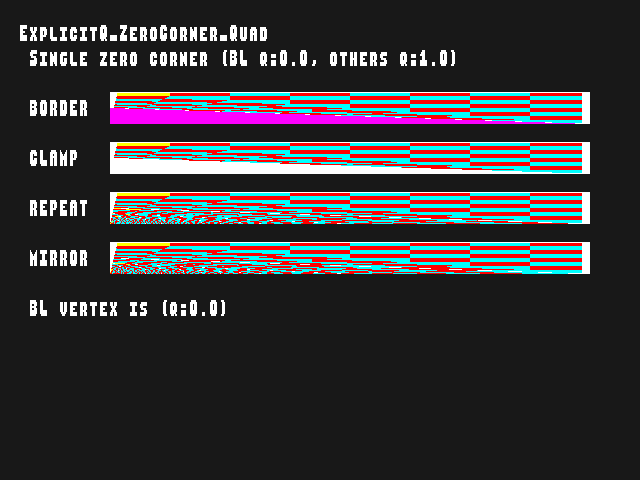 ExplicitQ_ZeroCorner_Quad
Single zero corner (BL q:0.0, others q:1.0)
BORDER
CLAMP
REPEAT
MIRROR
BL vertex is (q:0.0)